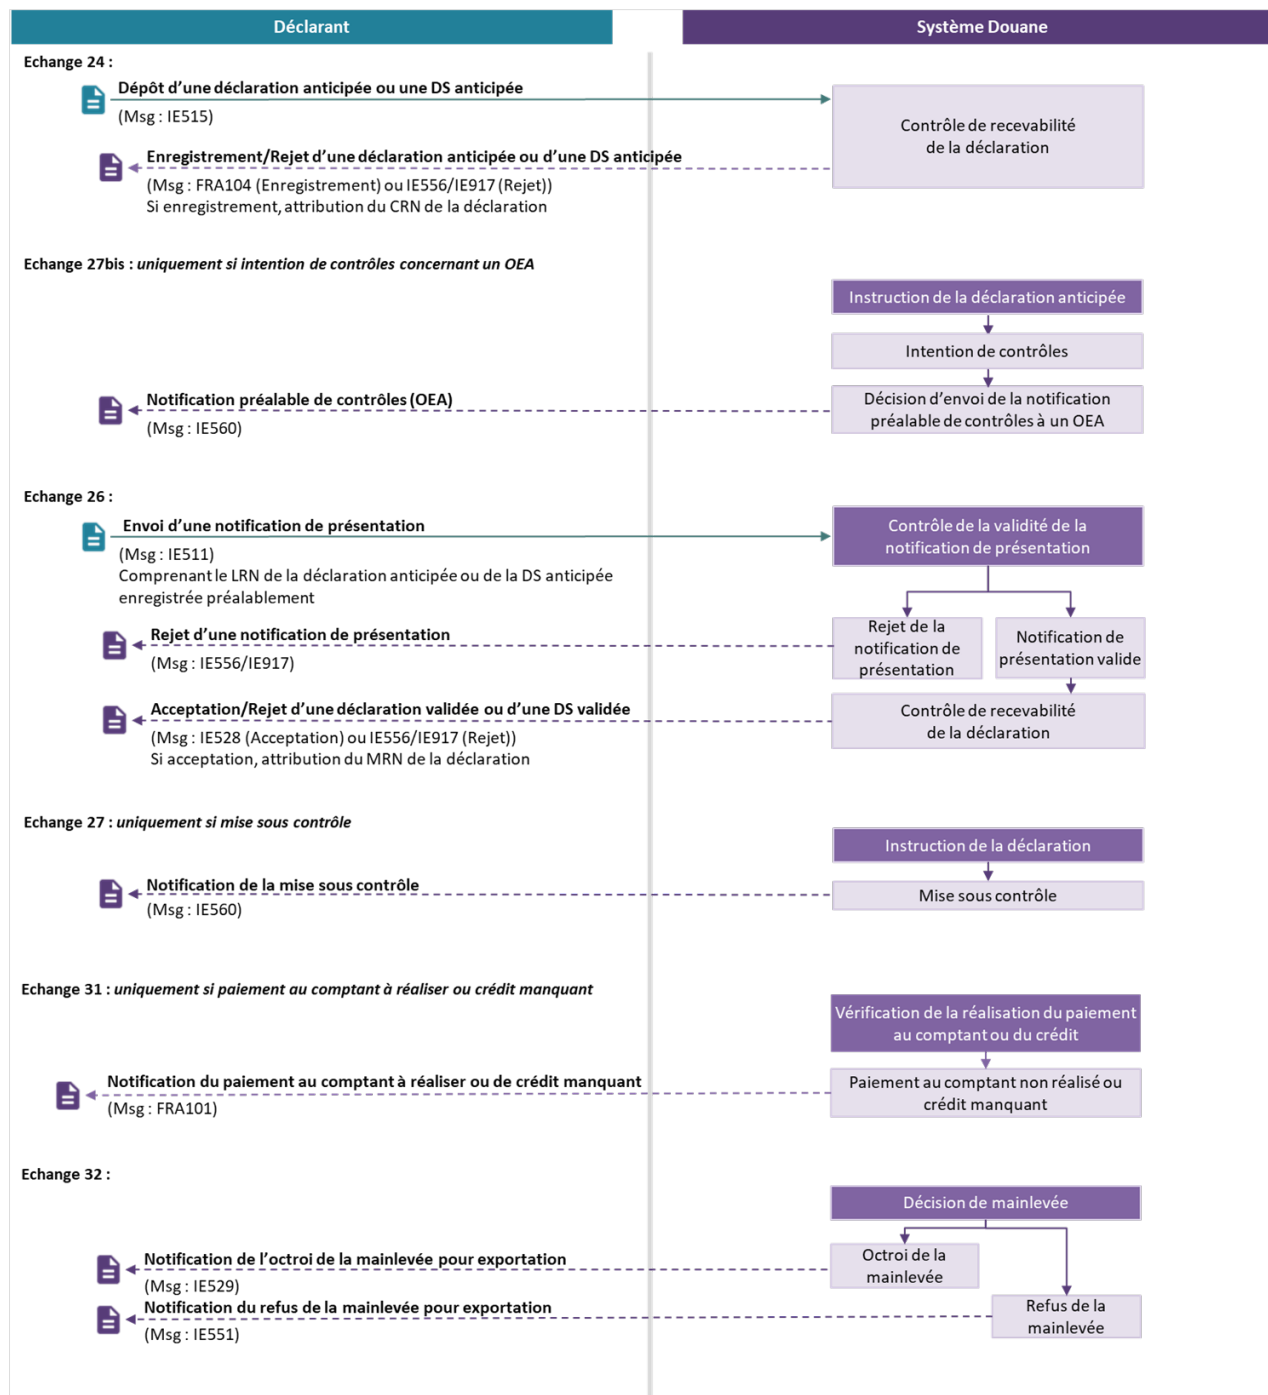 Déclarant
Système Douane
Echange 24 :
Dépôt d’une déclaration anticipée ou une DS anticipée
(Msg : IE515)
Contrôle de recevabilité
de la déclaration
Enregistrement/Rejet d’une déclaration anticipée ou d’une DS anticipée
(Msg : FRA104 (Enregistrement) ou IE556/IE917 (Rejet))
Si enregistrement, attribution du CRN de la déclaration
Echange 27bis : uniquement si intention de contrôles concernant un OEA
Instruction de la déclaration anticipée
Intention de contrôles
Notification préalable de contrôles (OEA)
(Msg : IE560)
Décision d’envoi de la notification
préalable de contrôles à un OEA
Echange 26 :
Envoi d’une notification de présentation
(Msg : IE511)
Comprenant le LRN de la déclaration anticipée ou de la DS anticipée
enregistrée préalablement
Contrôle de la validité de la
notification de présentation
Rejet d’une notification de présentation
(Msg : IE556/IE917)
Rejet de la
notification de
présentation
Notification de
présentation valide
Acceptation/Rejet d’une déclaration validée ou d’une DS validée
(Msg : IE528 (Acceptation) ou IE556/IE917 (Rejet))
Si acceptation, attribution du MRN de la déclaration
Contrôle de recevabilité
de la déclaration
Echange 27 : uniquement si mise sous contrôle
Instruction de la déclaration
Notification de la mise sous contrôle
(Msg : IE560)
Mise sous contrôle
Echange 31 : uniquement si paiement au comptant à réaliser ou crédit manquant
Vérification de la réalisation du paiement
au comptant ou du crédit
Notification du paiement au comptant à réaliser ou de crédit manquant
(Msg : FRA101)
Paiement au comptant non réalisé ou
crédit manquant
Echange 32 :
Décision de mainlevée
Notification de l’octroi de la mainlevée pour exportation
(Msg : IE529)
Octroi de la
mainlevée
Notification du refus de la mainlevée pour exportation
(Msg : IE551)
Refus de la
mainlevée